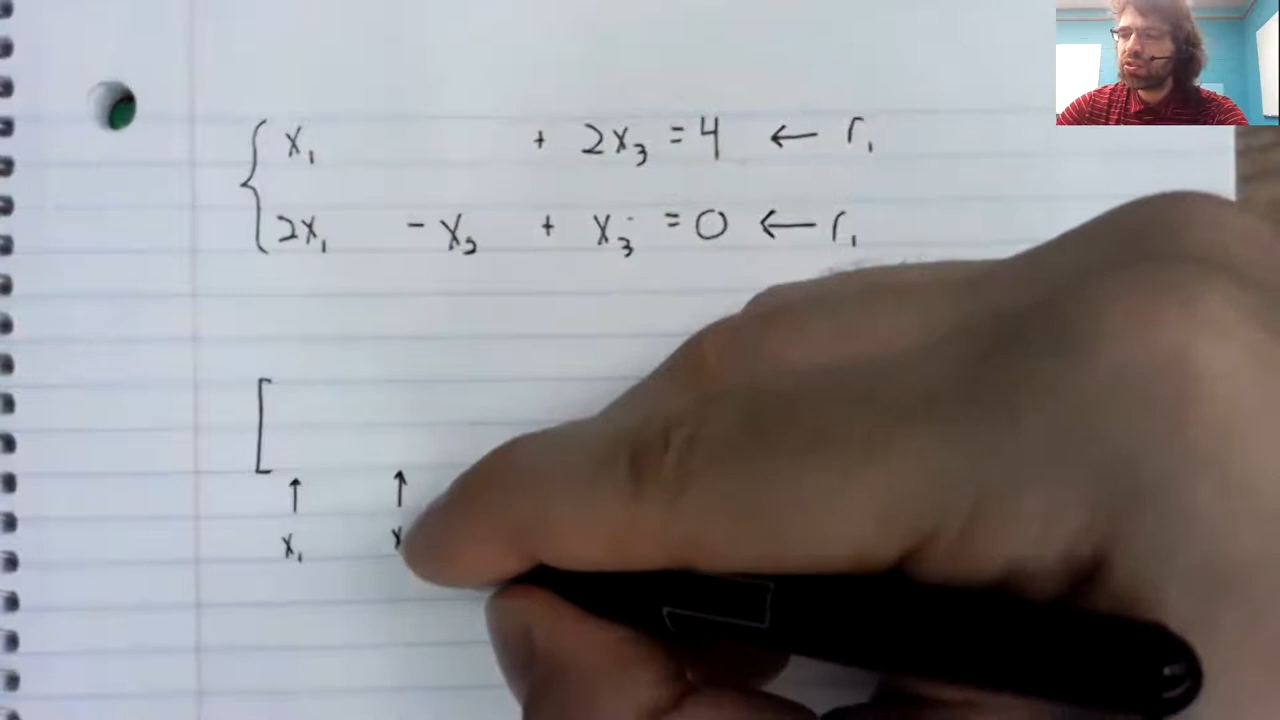 x₁ + 2x₃ = 4 ← r₁
2x₁ - x₂ + x₃ = 0 ← r₁
[
↑ ↑
x₁ x